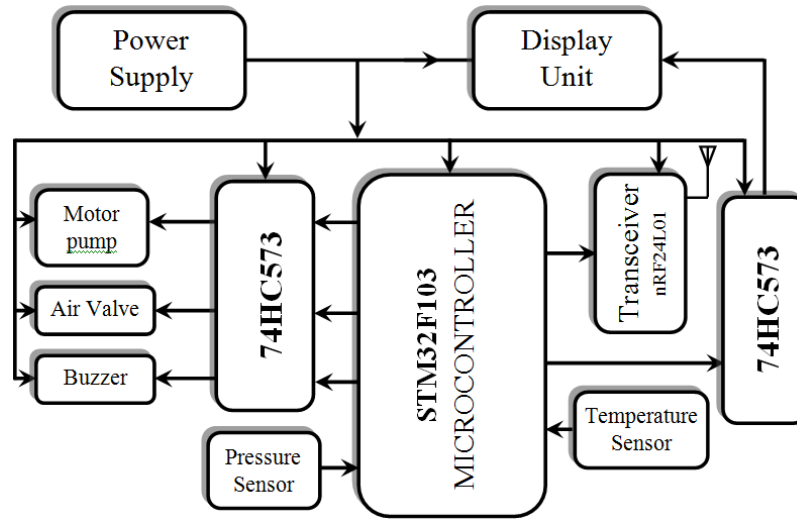 Power
Supply
Display
Unit
Motor
pump
Air Valve
Buzzer
74HC573
Pressure
Sensor
STM32F103
MICROCONTROLLER
Transceiver
nRF24L01
Temperature
Sensor
74HC573